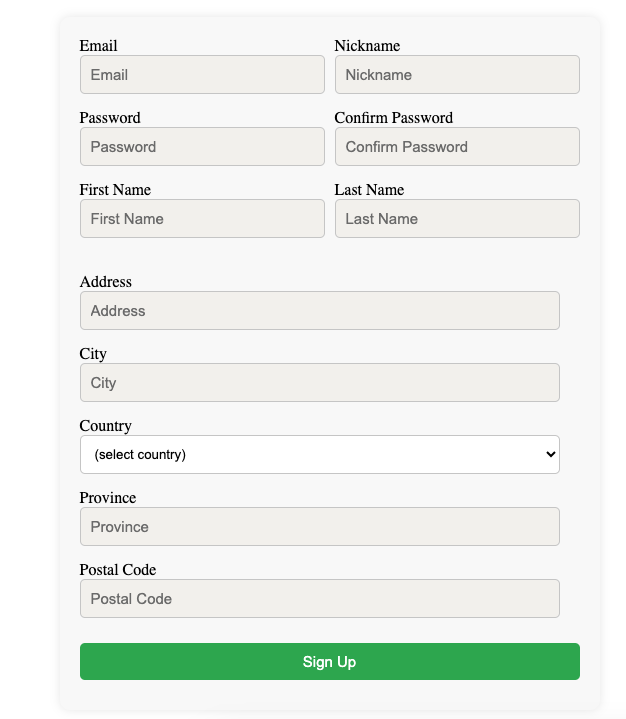 Email Nickname
Email Nickname
Password Confirm Password
Password Confirm Password
First Name Last Name
First Name Last Name
Address
Address
City
City
Country
(select country)
Province
Province
Postal Code
Postal Code
Sign Up